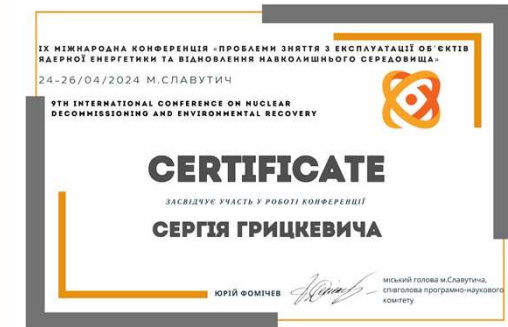 IX МІЖНАРОДНА КОНФЕРЕНЦІЯ «ПРОБЛЕМИ ЗНЯТТЯ З ЕКСПЛУАТАЦІЇ ОБ'ЄКТІВ
ЯДЕРНОЇ ЕНЕРГЕТИКИ ТА ВІДНОВЛЕННЯ НАВКОЛИШНЬОГО СЕРЕДОВИЩА»
24-26/04/2024 М.СЛАВУТИЧ
9TH INTERNATIONAL CONFERENCE ON NUCLEAR
DECOMMISSIONING AND ENVIRONMENTAL RECOVERY
CERTIFICATE
ЗАСВІДЧУЄ УЧАСТЬ У РОБОТІ КОНФЕРЕНЦІЇ
СЕРГІЯ ГРИЦКЕВИЧА
ЮРІЙ ФОМІЧЕВ
міський голова м.Славутича,
співголова програмно-наукового
комітету